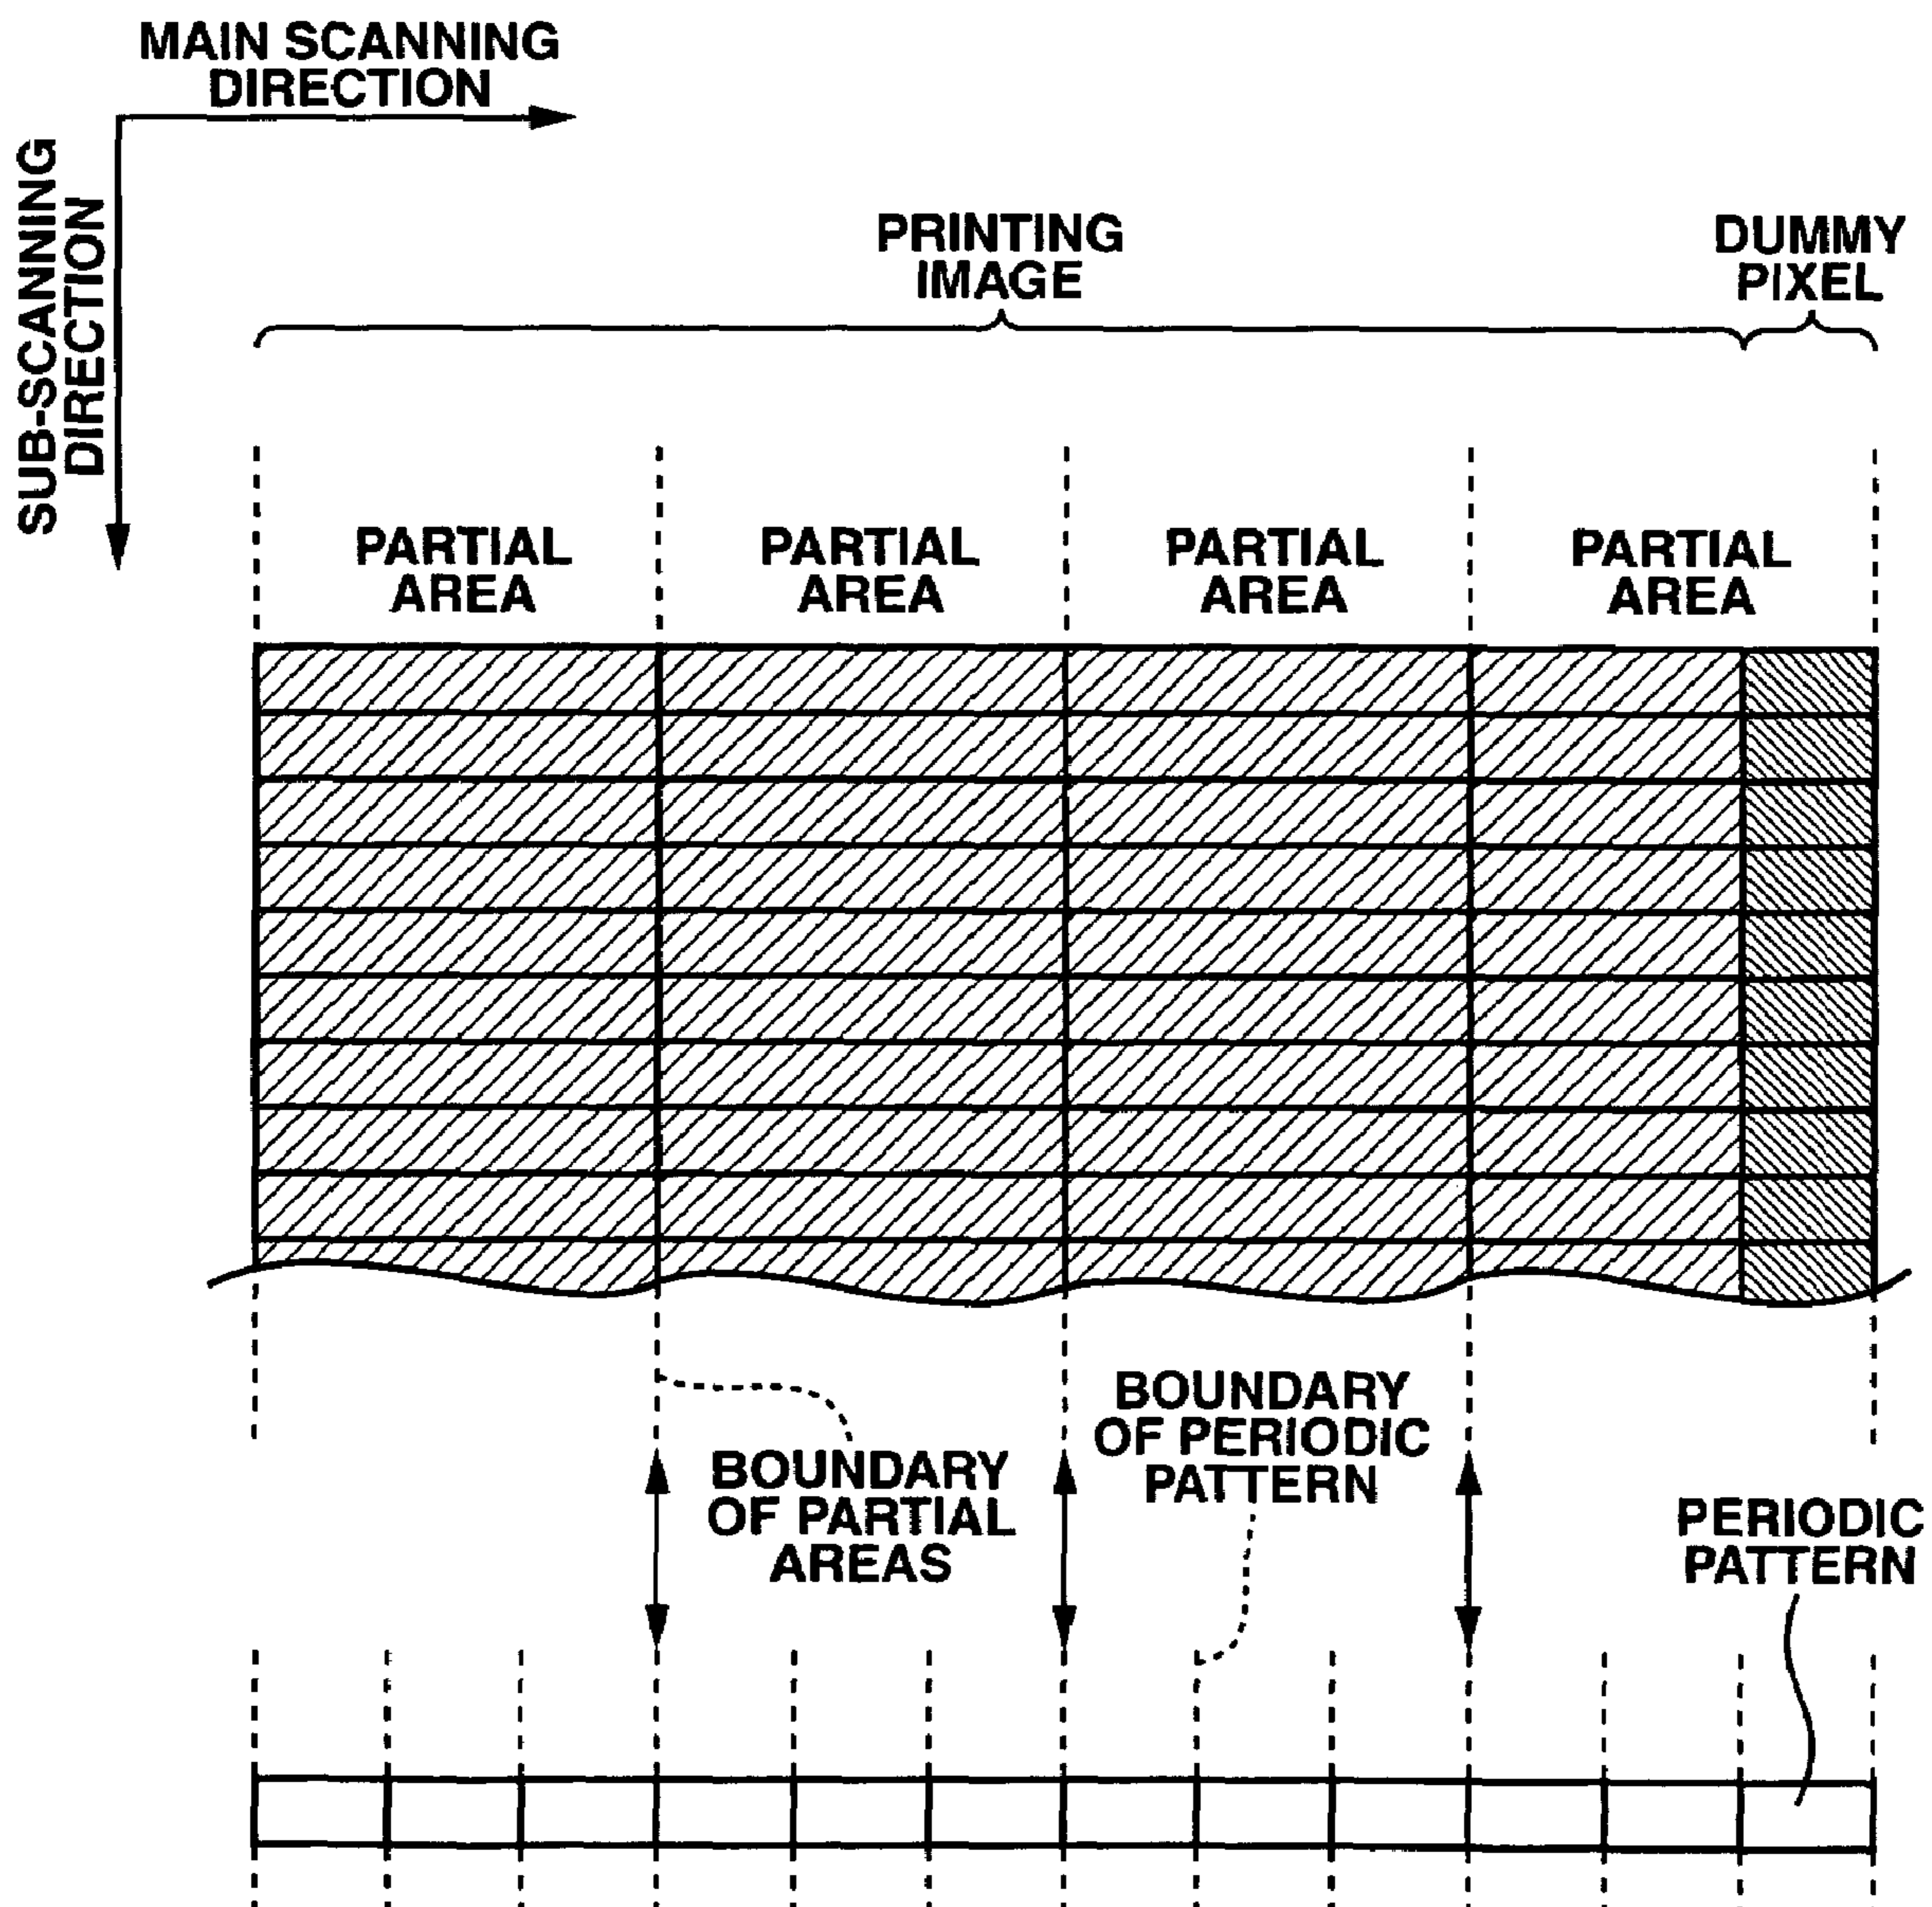 MAIN SCANNING
DIRECTION
SUB-SCANNING
DIRECTION
PRINTING
IMAGE
DUMMY
PIXEL
PARTIAL
AREA
PARTIAL
AREA
PARTIAL
AREA
PARTIAL
AREA
BOUNDARY
OF PARTIAL
AREAS
BOUNDARY
OF PERIODIC
PATTERN
PERIODIC
PATTERN